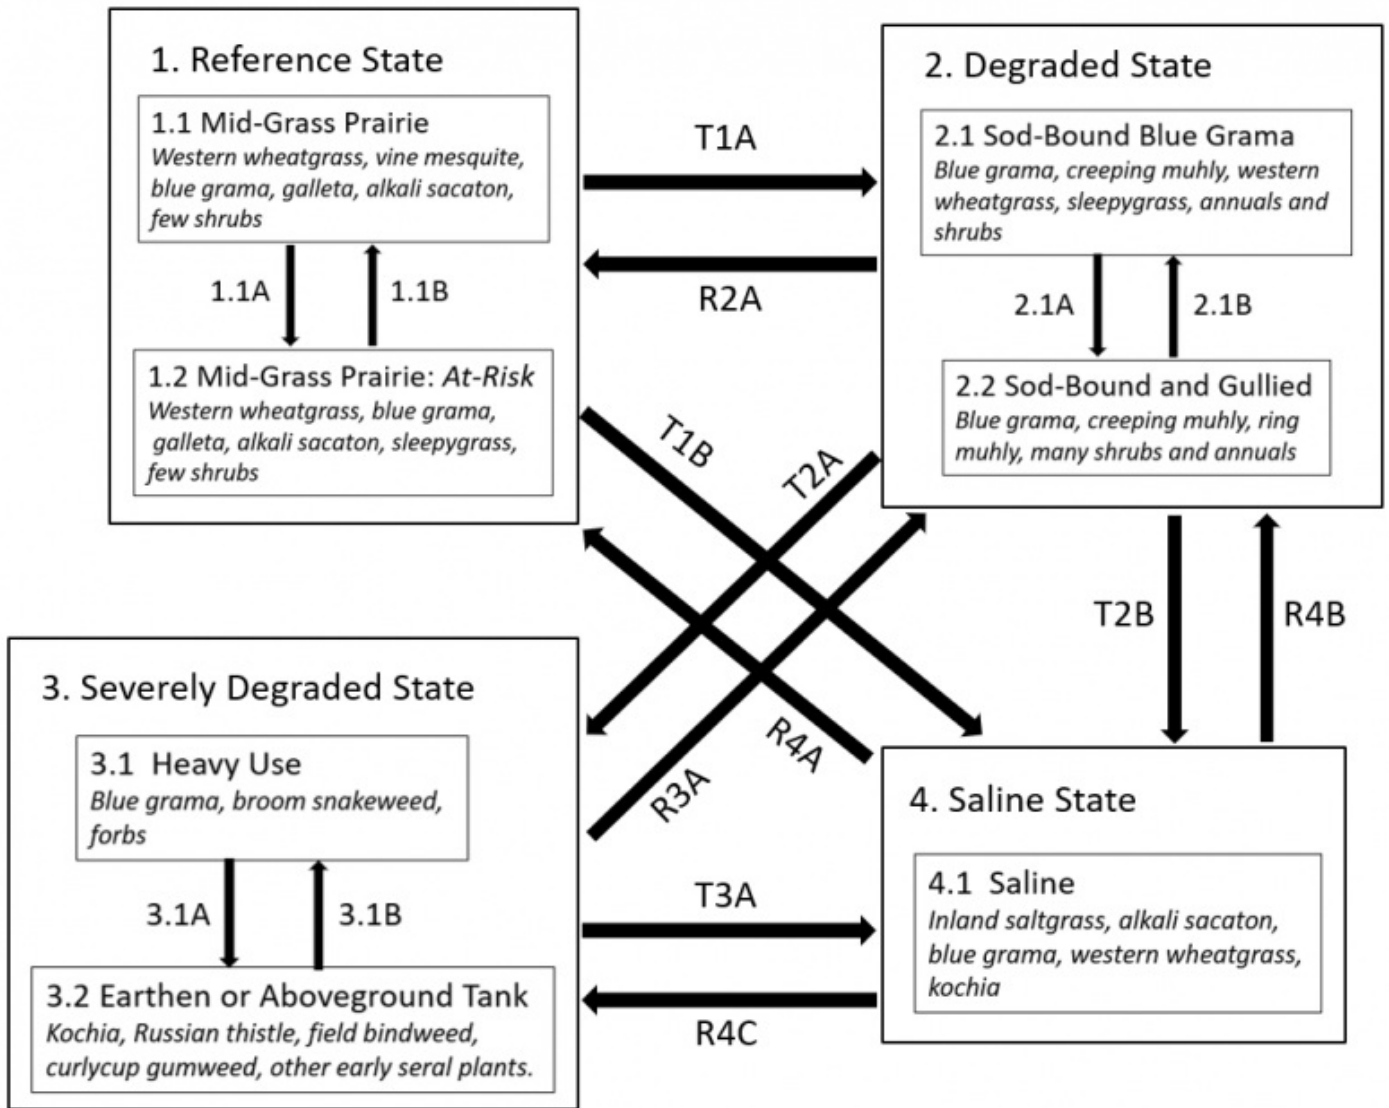 1. Reference State
1.1 Mid-Grass Prairie
Western wheatgrass, vine mesquite,
blue grama, galleta, alkali sacaton,
few shrubs
1.1A
1.1B
1.2 Mid-Grass Prairie: At-Risk
Western wheatgrass, blue grama,
galleta, alkali sacaton, sleepygrass,
few shrubs
T1A
R2A
2. Degraded State
2.1 Sod-Bound Blue Grama
Blue grama, creeping muhly, western
wheatgrass, sleepygrass, annuals and
shrubs
2.1A
2.1B
2.2 Sod-Bound and Gullied
Blue grama, creeping muhly, ring
muhly, many shrubs and annuals
T1B
T2A
R4A
R3A
T2B
R4B
3. Severely Degraded State
3.1 Heavy Use
Blue grama, broom snakeweed,
forbs
3.1A
3.1B
3.2 Earthen or Aboveground Tank
Kochia, Russian thistle, field bindweed,
curlycup gumweed, other early seral plants.
T3A
R4C
4. Saline State
4.1 Saline
Inland saltgrass, alkali sacaton,
blue grama, western wheatgrass,
kochia